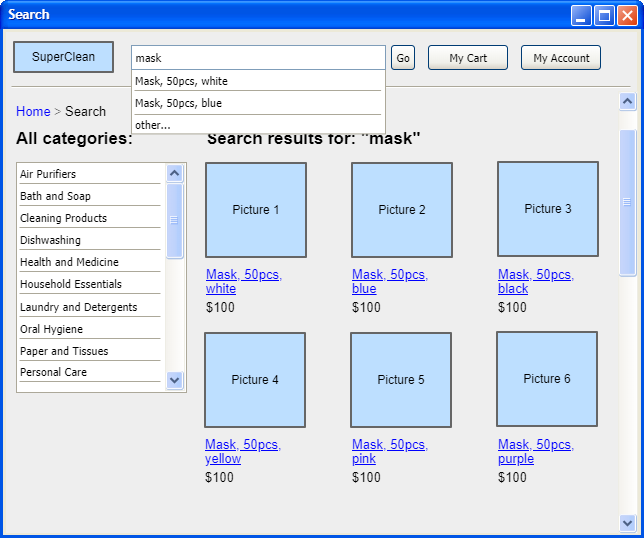 Search
SuperClean
mask
Go
My Cart
My Account
Mask, 50pcs, white
Mask, 50pcs, blue
other...
Home > Search
All categories:
Search results for: "mask"
Air Purifiers
Bath and Soap
Cleaning Products
Dishwashing
Health and Medicine
Household Essentials
Laundry and Detergents
Oral Hygiene
Paper and Tissues
Personal Care
Picture 1
Picture 2
Picture 3
Mask, 50pcs,
white
$100
Mask, 50pcs,
blue
$100
Mask, 50pcs,
black
$100
Picture 4
Picture 5
Picture 6
Mask, 50pcs,
yellow
$100
Mask, 50pcs,
pink
$100
Mask, 50pcs,
purple
$100